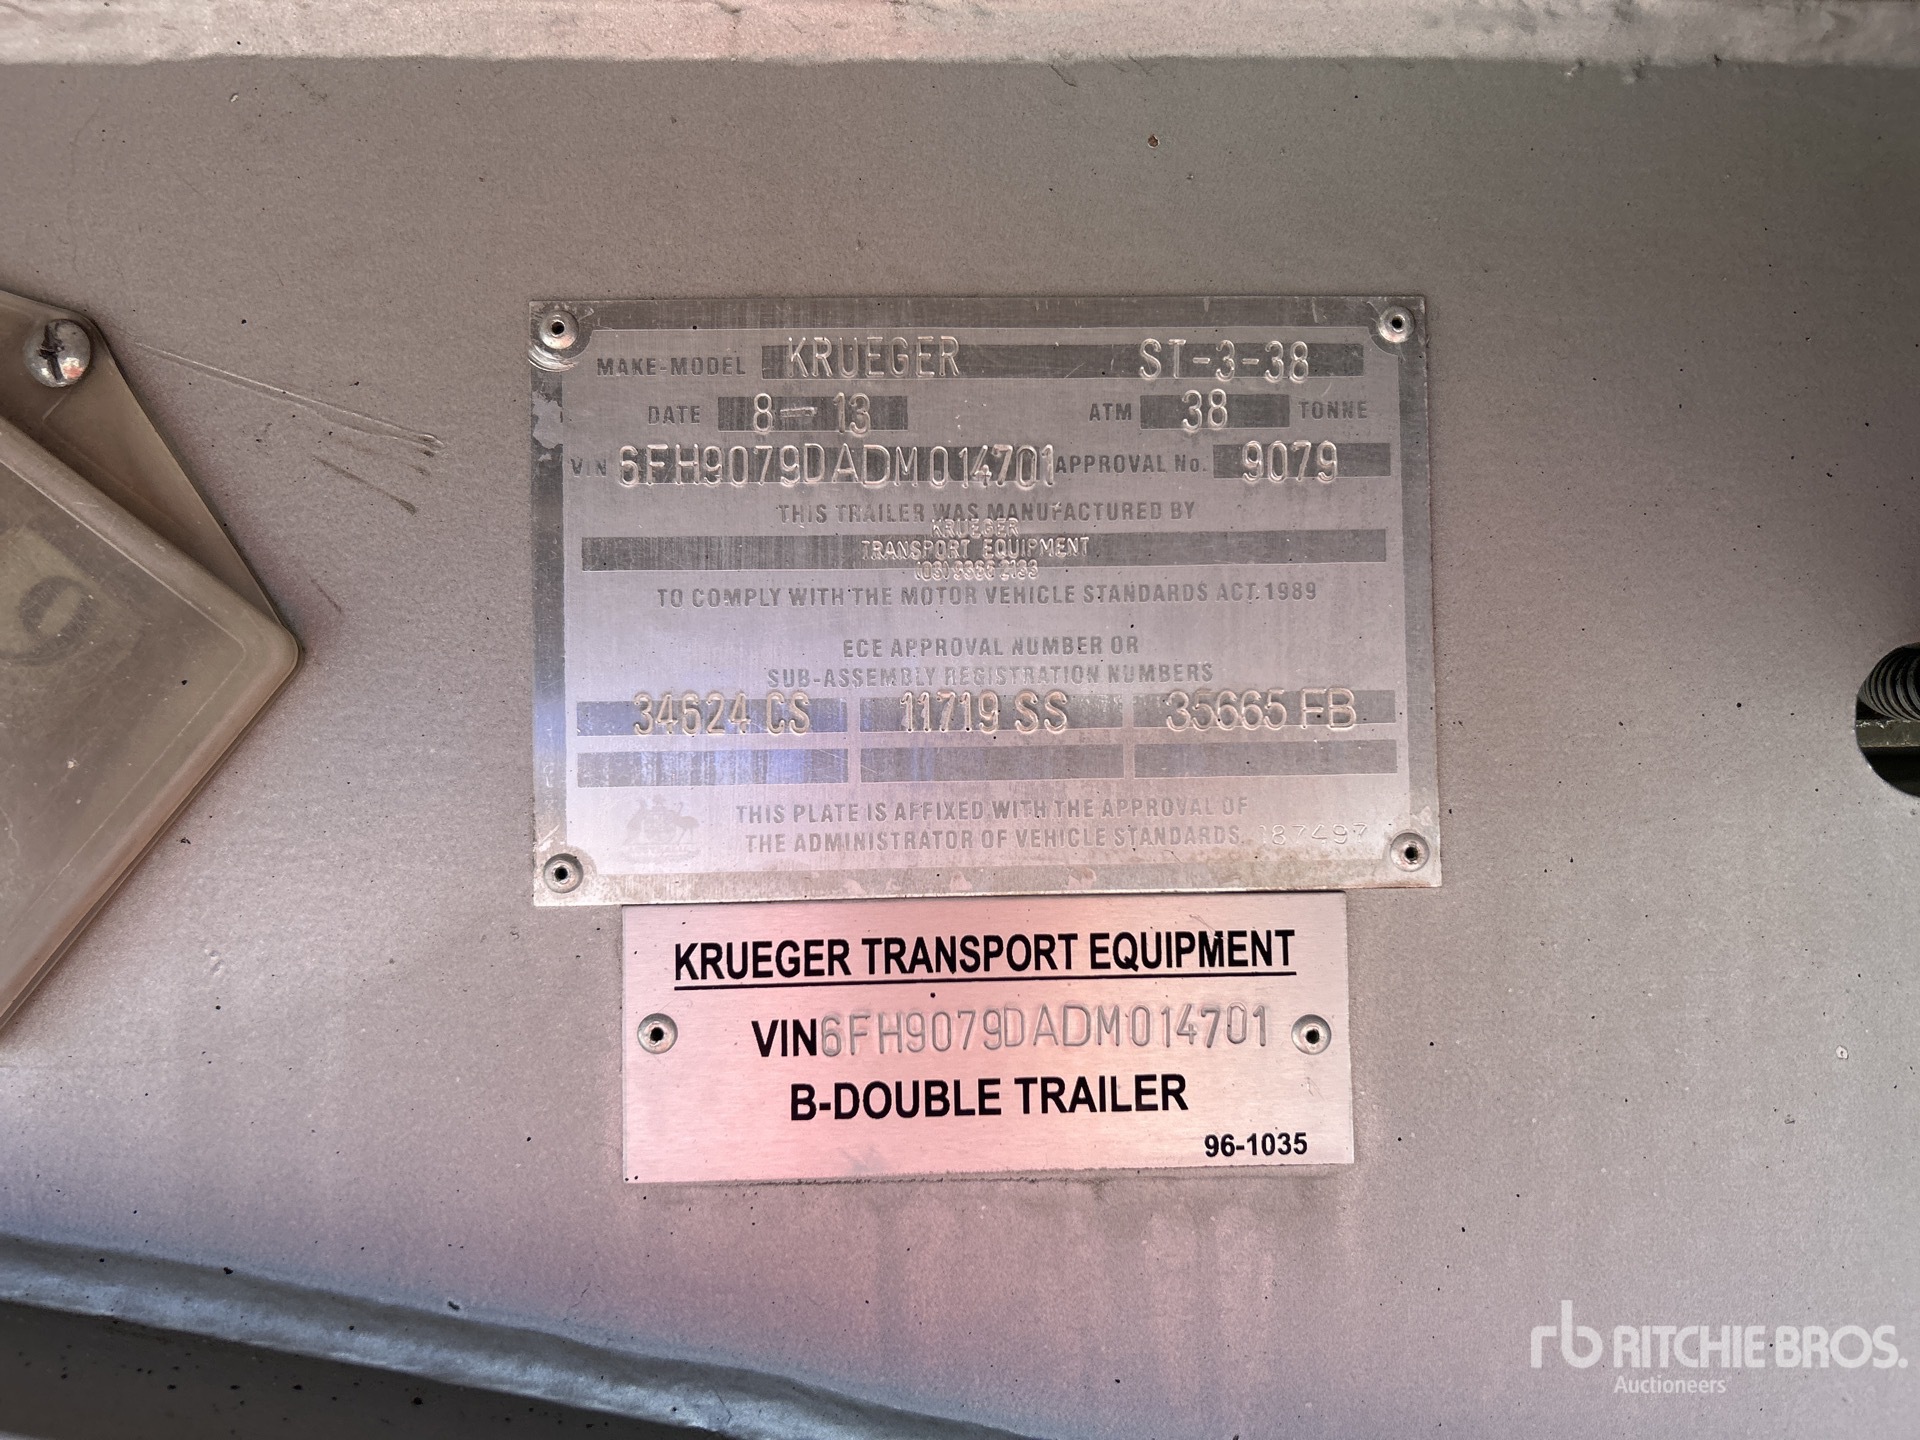 MAKE-MODEL KRUEGER ST-3-38
DATE 8-13 ATM 38 TONNE
VIN 6FH9079DADM014701 APPROVAL No. 9079
THIS TRAILER WAS MANUFACTURED BY
KRUEGER
TRANSPORT EQUIPMENT
TO COMPLY WITH THE MOTOR VEHICLE STANDARDS ACT 1989
ECE APPROVAL NUMBER OR
SUB-ASSEMBLY REGISTRATION NUMBERS
34624 CS 11719 SS 35665 FB
THIS PLATE IS AFFIXED WITH THE APPROVAL OF
THE ADMINISTRATOR OF VEHICLE STANDARDS. 187497
KRUEGER TRANSPORT EQUIPMENT
VIN 6FH9079DADM014701
B-DOUBLE TRAILER
96-1035
rb RITCHIE BROS.
Auctioneers